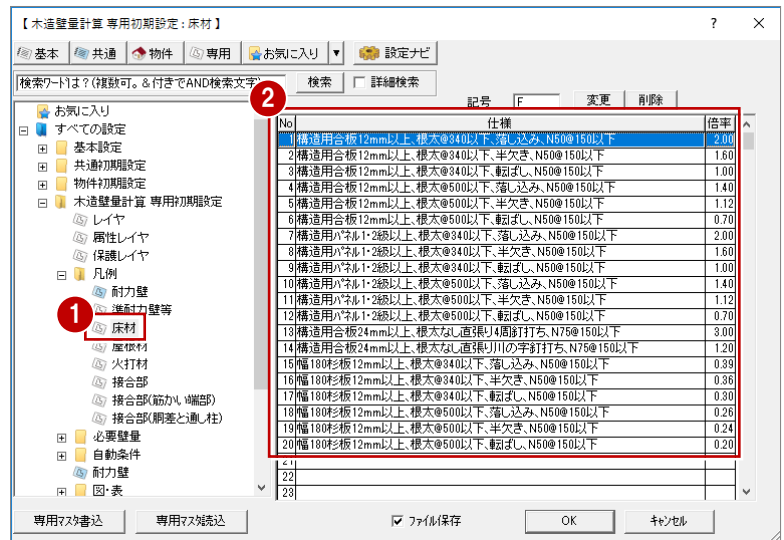 【 木造壁量計算 専用初期設定 : 床材 】
?
×
基本
共通
物件
専用
お気に入り
▼
設定ナビ
検索ワードは？(複数可。&付きでAND検索文字)
検索
詳細検索
2
記号
F
変更
削除
お気に入り
すべての設定
基本設定
共通初期設定
物件初期設定
木造壁量計算 専用初期設定
レイヤ
属性レイヤ
保護レイヤ
凡例
耐力壁
準耐力壁等
1
床材
屋根材
火打材
接合部
接合部(筋かい端部)
接合部(胴差と通し柱)
必要壁量
自動条件
耐力壁
図・表
No 仕様 倍率
1 構造用合板12mm以上、根太@340以下、落し込み、N50@150以下 2.00
2 構造用合板12mm以上、根太@340以下、半欠き、N50@150以下 1.60
3 構造用合板12mm以上、根太@340以下、転ばし、N50@150以下 1.00
4 構造用合板12mm以上、根太@500以下、落し込み、N50@150以下 1.40
5 構造用合板12mm以上、根太@500以下、半欠き、N50@150以下 1.12
6 構造用合板12mm以上、根太@500以下、転ばし、N50@150以下 0.70
7 構造用パネル1・2級以上、根太@340以下、落し込み、N50@150以下 2.00
8 構造用パネル1・2級以上、根太@340以下、半欠き、N50@150以下 1.60
9 構造用パネル1・2級以上、根太@340以下、転ばし、N50@150以下 1.00
10 構造用パネル1・2級以上、根太@500以下、落し込み、N50@150以下 1.40
11 構造用パネル1・2級以上、根太@500以下、半欠き、N50@150以下 1.12
12 構造用パネル1・2級以上、根太@500以下、転ばし、N50@150以下 0.70
13 構造用合板24mm以上、根太なし直張り4周釘打ち、N75@150以下 3.00
14 構造用合板24mm以上、根太なし直張り川の字釘打ち、N75@150以下 1.20
15 幅180杉板12mm以上、根太@340以下、落し込み、N50@150以下 0.39
16 幅180杉板12mm以上、根太@340以下、半欠き、N50@150以下 0.36
17 幅180杉板12mm以上、根太@340以下、転ばし、N50@150以下 0.30
18 幅180杉板12mm以上、根太@500以下、落し込み、N50@150以下 0.26
19 幅180杉板12mm以上、根太@500以下、半欠き、N50@150以下 0.24
20 幅180杉板12mm以上、根太@500以下、転ばし、N50@150以下 0.20
21
22
23
専用マスタ書込
専用マスタ読込
ファイル保存
OK
キャンセル